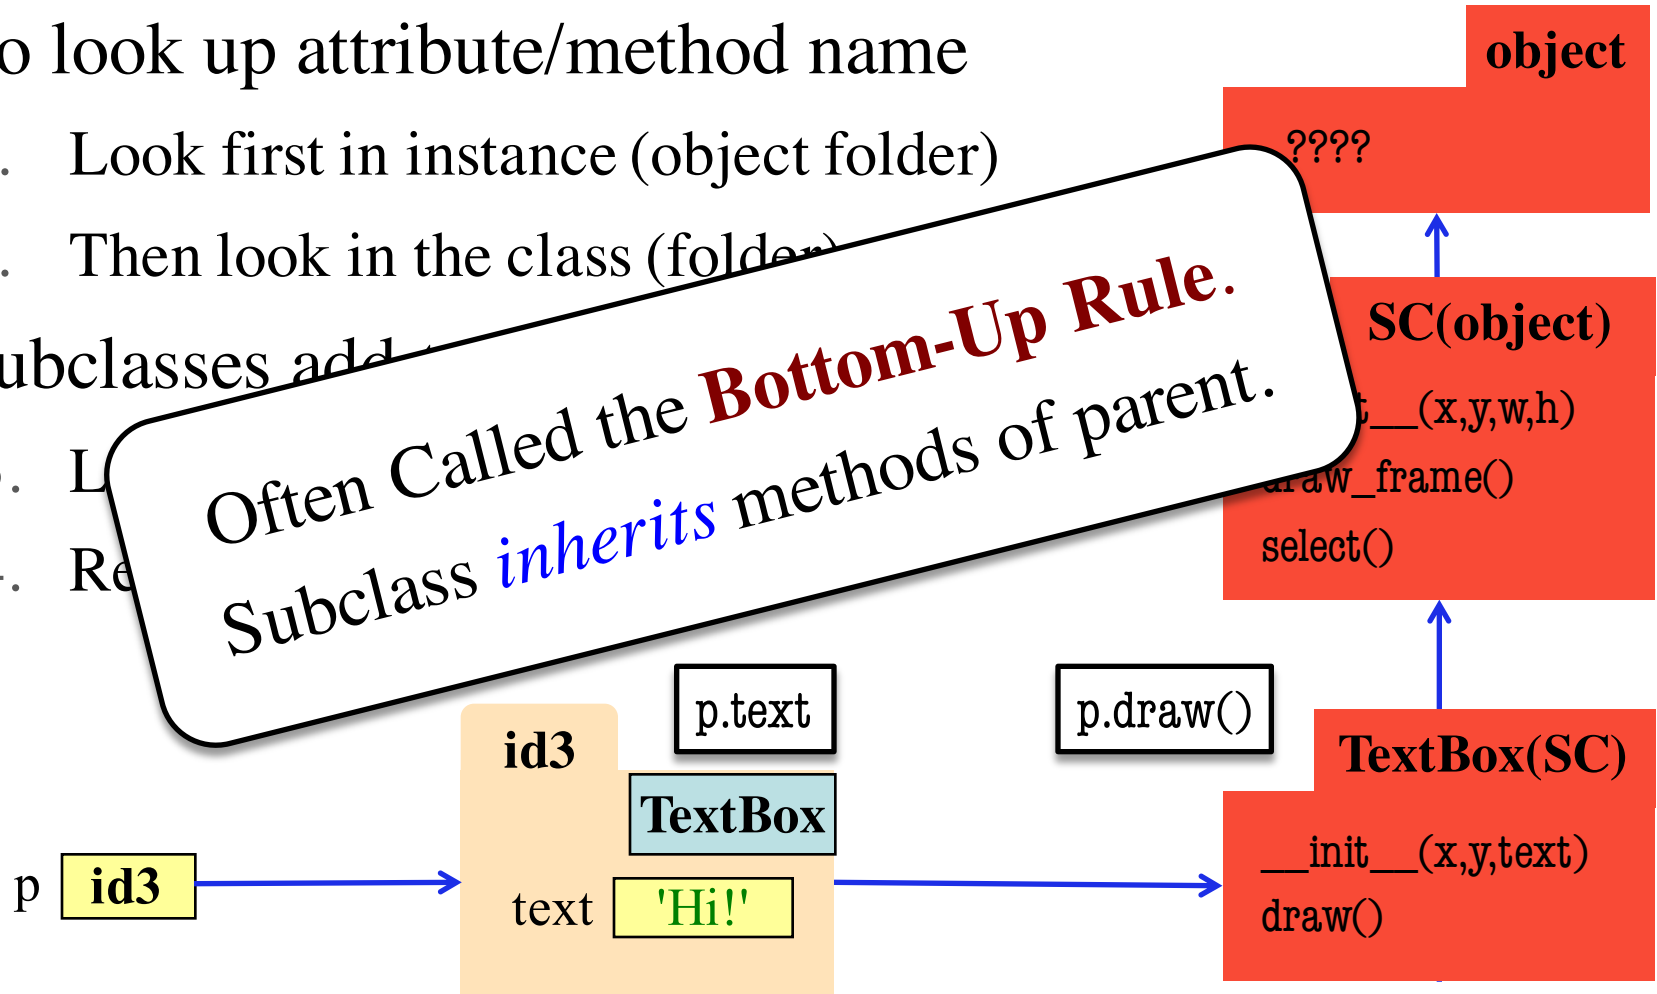 o look up attribute/method name
. Look first in instance (object folder)
. Then look in the class (folder)
ubclasses add
. L
. Re
Often Called the Bottom-Up Rule.
Subclass inherits methods of parent.
object
????
SC(object)
t__(x,y,w,h)
draw_frame()
select()
p.text
p.draw()
id3
TextBox
p id3
text 'Hi!'
TextBox(SC)
__init__(x,y,text)
draw()